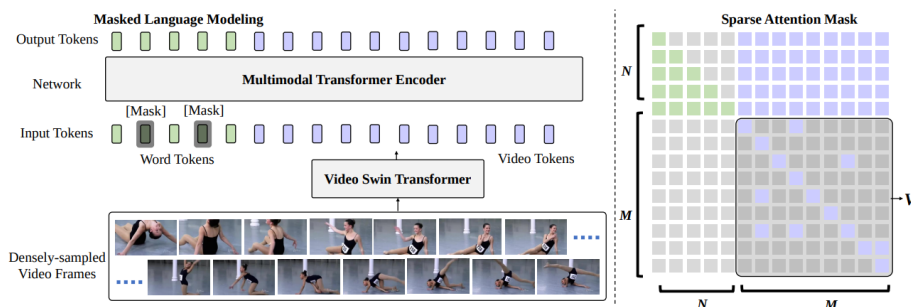 Masked Language Modeling
Output Tokens
Network
Multimodal Transformer Encoder
[Mask]
[Mask]
Input Tokens
Word Tokens
Video Tokens
Video Swin Transformer
Densely-sampled
Video Frames
Sparse Attention Mask
N
M
V
N
M